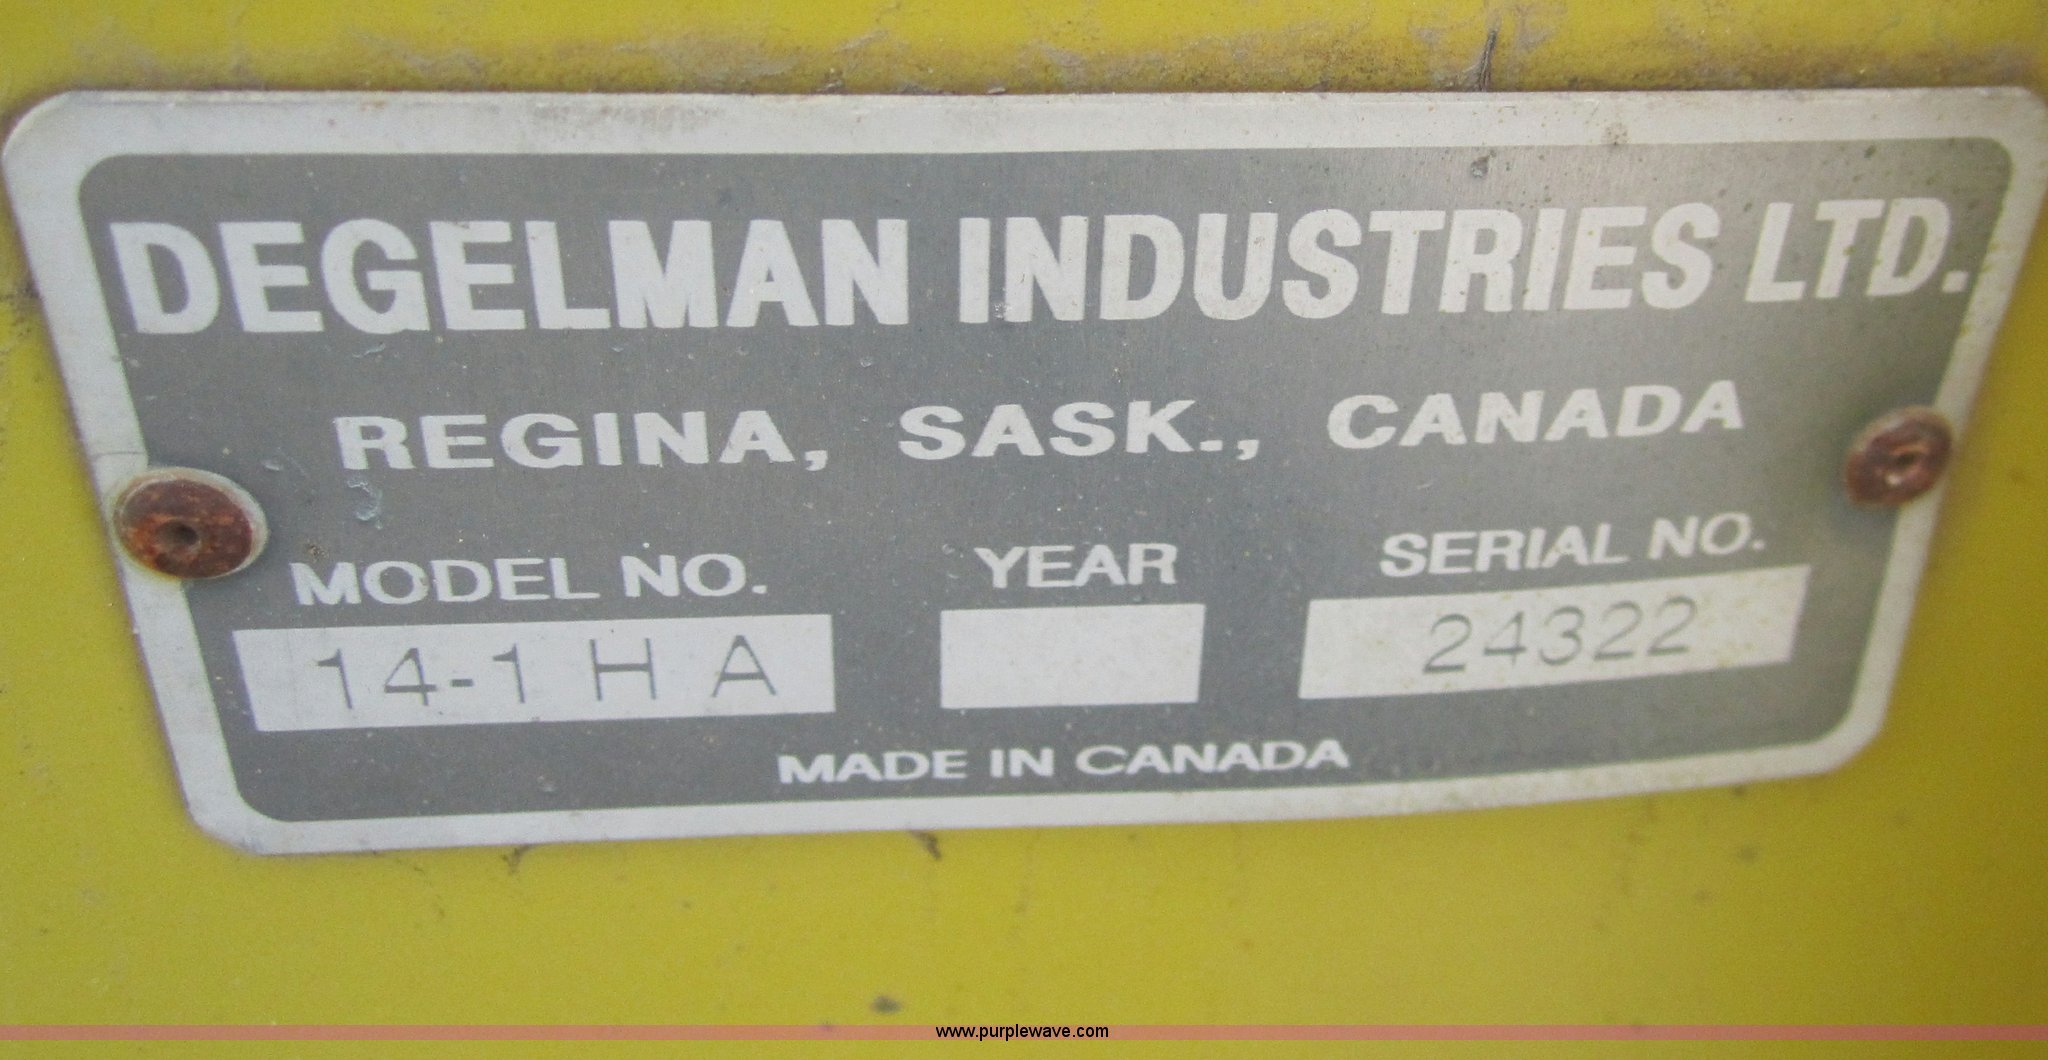 DEGELMAN INDUSTRIES LTD.
REGINA, SASK., CANADA
MODEL NO. YEAR SERIAL NO.
14-1 H A 24322
MADE IN CANADA
www.purplewave.com